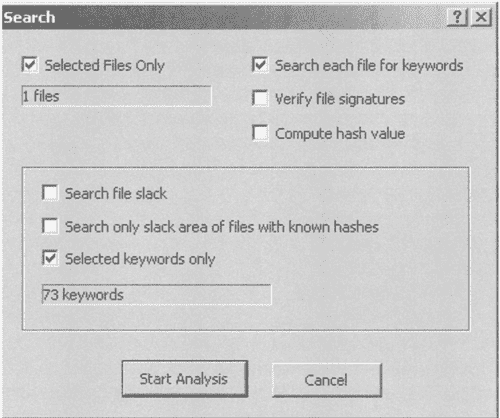 Search
Selected Files Only
Search each file for keywords
1 files
Verify file signatures
Compute hash value
Search file slack
Search only slack area of files with known hashes
Selected keywords only
73 keywords
Start Analysis
Cancel